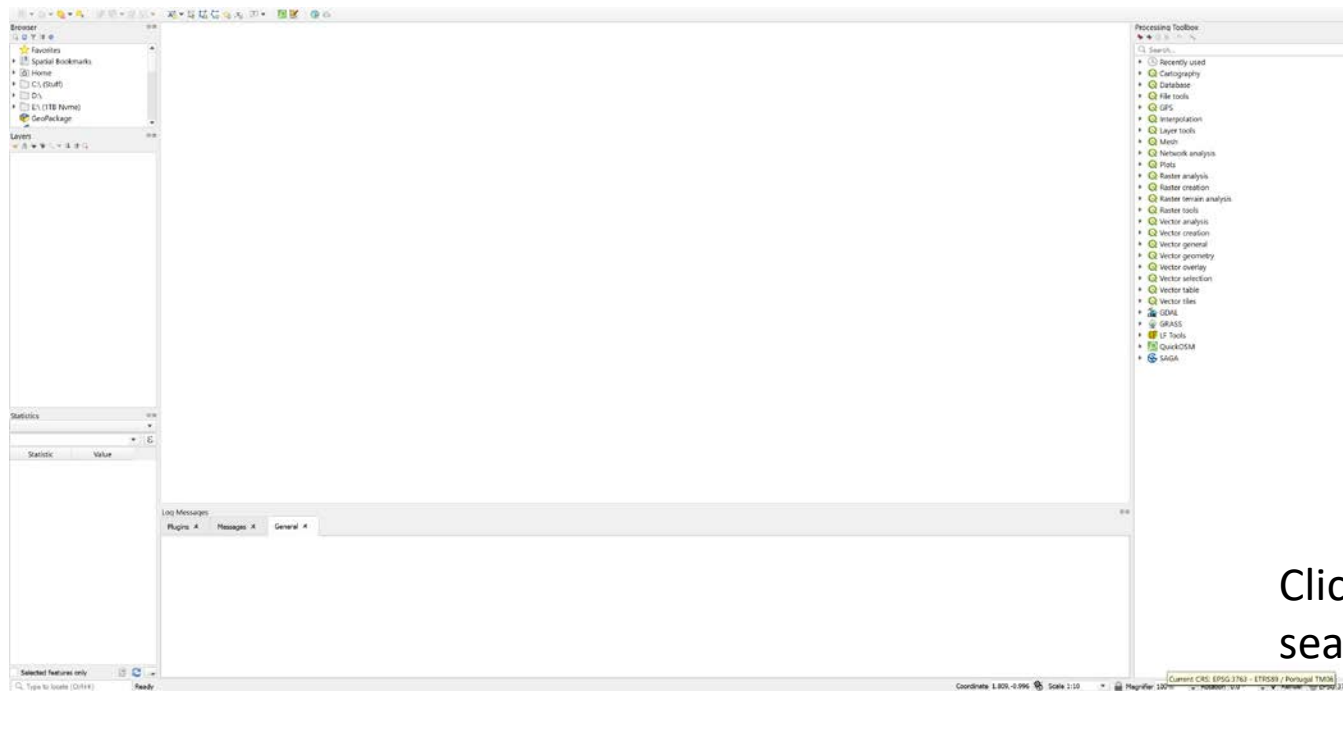 Browser
Favorites
Spatial Bookmarks
Home
C:\ (Stuff)
D:\
E:\ (1TB Nvme)
GeoPackage
Layers
Statistics
Statistic Value
Selected features only
Type to locate (Ctrl+K) Ready
Log Messages
Plugins Messages General
Coordinate 1.809,-0.996 Scale 1:10 Magnifier
Processing Toolbox
Search...
Recently used
Cartography
Database
File tools
GPS
Interpolation
Layer tools
Mesh
Network analysis
Plots
Raster analysis
Raster creation
Raster terrain analysis
Raster tools
Vector analysis
Vector creation
Vector general
Vector geometry
Vector overlay
Vector selection
Vector table
Vector tiles
GDAL
GRASS
LF Tools
QuickOSM
SAGA
Clic
sea
Current CRS: EPSG:3763 - ETRS89 / Portugal TM06